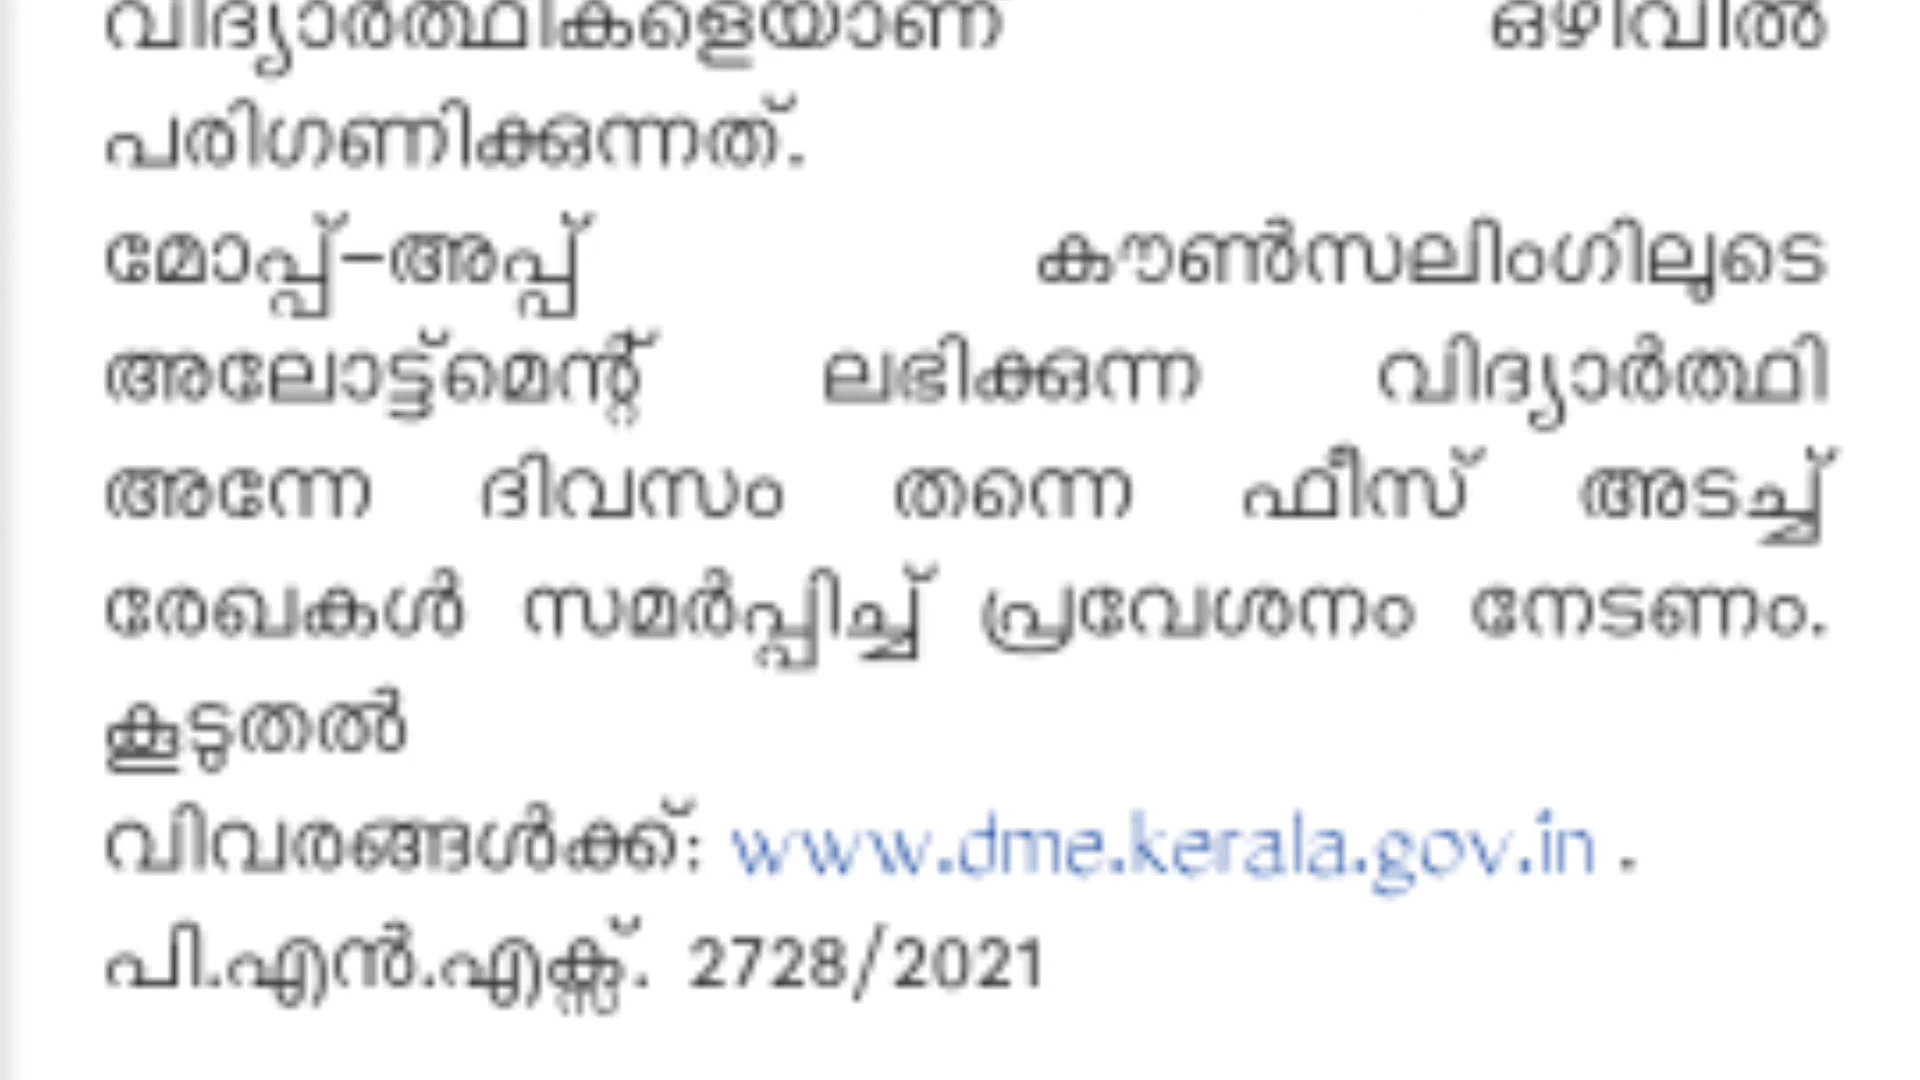 വിദ്യാർത്ഥികളെയാണ് ഒഴിവിൽ
പരിഗണിക്കുന്നത്.
മോപ്പ്-അപ്പ് കൗൺസലിംഗിലൂടെ
അലോട്ട്മെന്റ് ലഭിക്കുന്ന വിദ്യാർത്ഥി
അന്നേ ദിവസം തന്നെ ഫീസ് അടച്ച്
രേഖകൾ സമർപ്പിച്ച് പ്രവേശനം നേടണം.
കൂടുതൽ
വിവരങ്ങൾക്ക്: www.dme.kerala.gov.in .
പി.എൻ.എക്സ്. 2728/2021